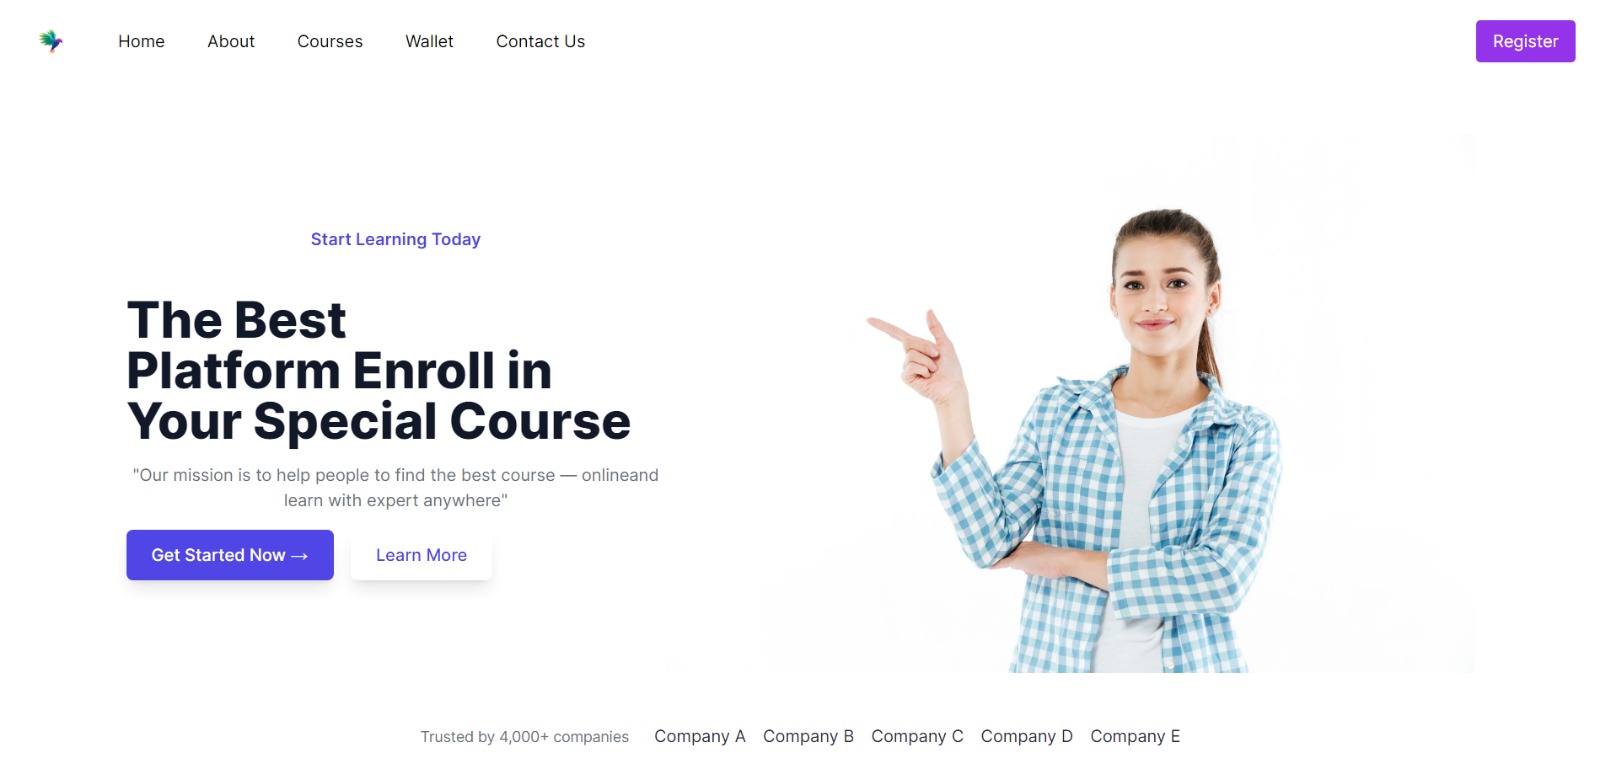 Home About Courses Wallet Contact Us Register
Start Learning Today
The Best
Platform Enroll in
Your Special Course
"Our mission is to help people to find the best course — onlineand
learn with expert anywhere"
Get Started Now → Learn More
Trusted by 4,000+ companies Company A Company B Company C Company D Company E